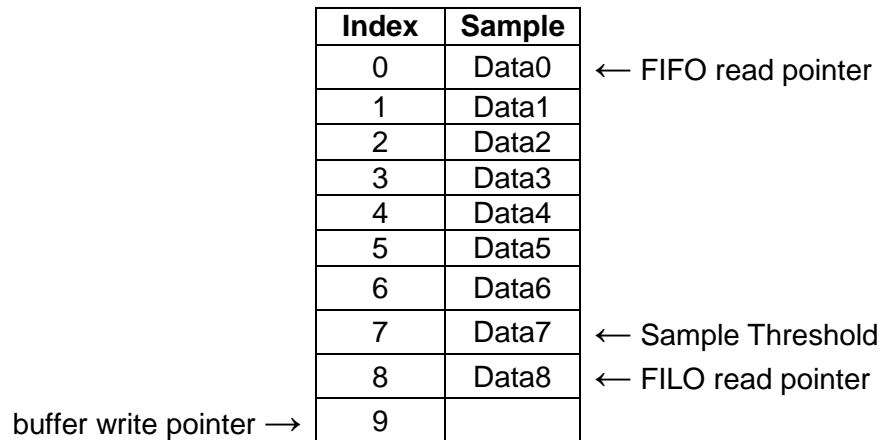 Index Sample
0 Data0 ← FIFO read pointer
1 Data1
2 Data2
3 Data3
4 Data4
5 Data5
6 Data6
7 Data7 ← Sample Threshold
8 Data8 ← FILO read pointer
buffer write pointer → 9